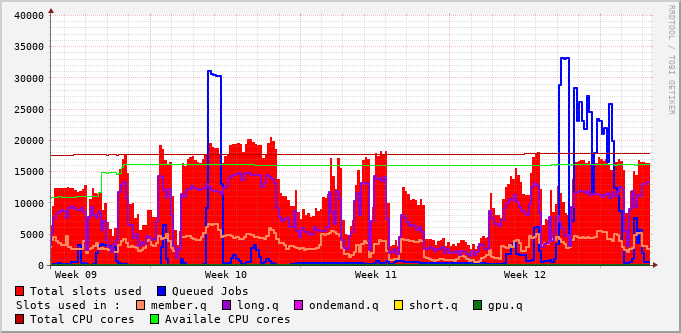 40000
35000
30000
25000
20000
15000
10000
5000
0
Week 09 Week 10 Week 11 Week 12
RRDTOOL / TOBI OETIKER
Total slots used Queued Jobs
Slots used in : member.q long.q ondemand.q short.q gpu.q
Total CPU cores Availale CPU cores